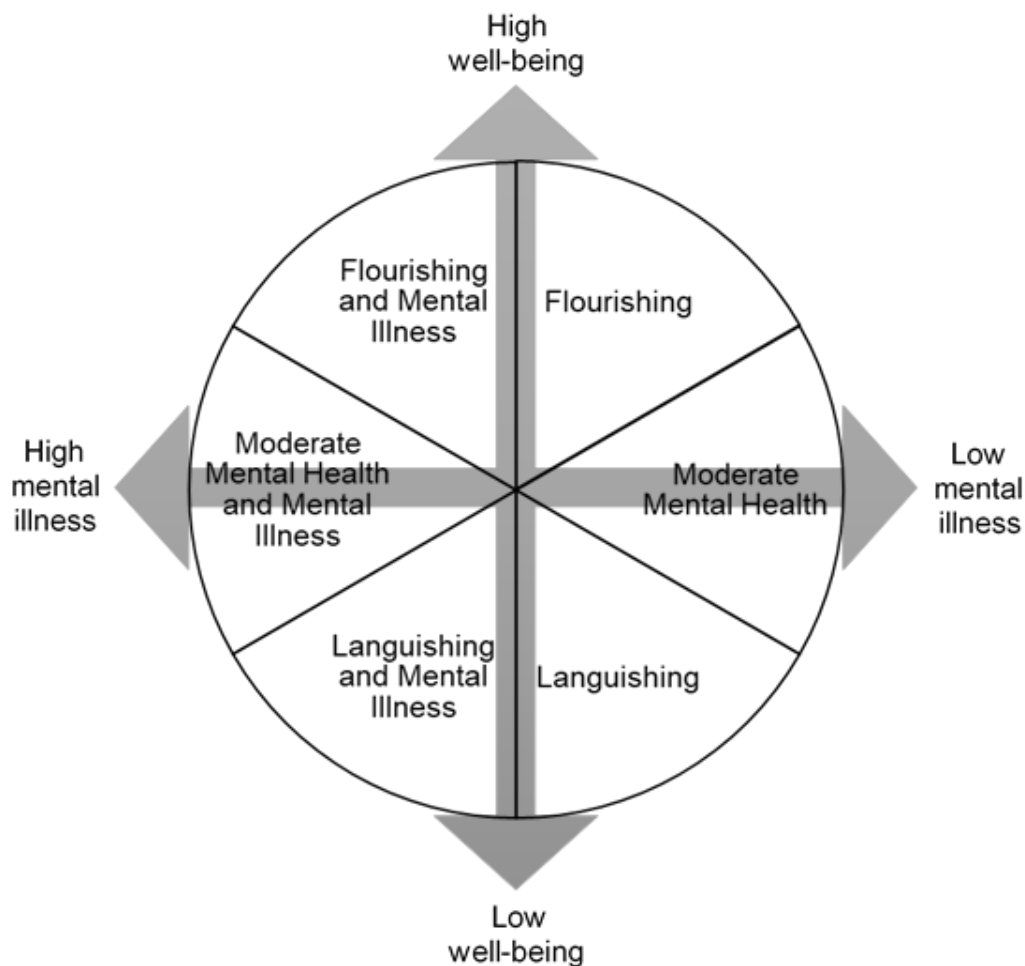 High
well-being
Flourishing
and Mental
Illness
Flourishing
High
mental
illness
Moderate
Mental Health
and Mental
Illness
Moderate
Mental Health
Low
mental
illness
Languishing
and Mental
Illness
Languishing
Low
well-being